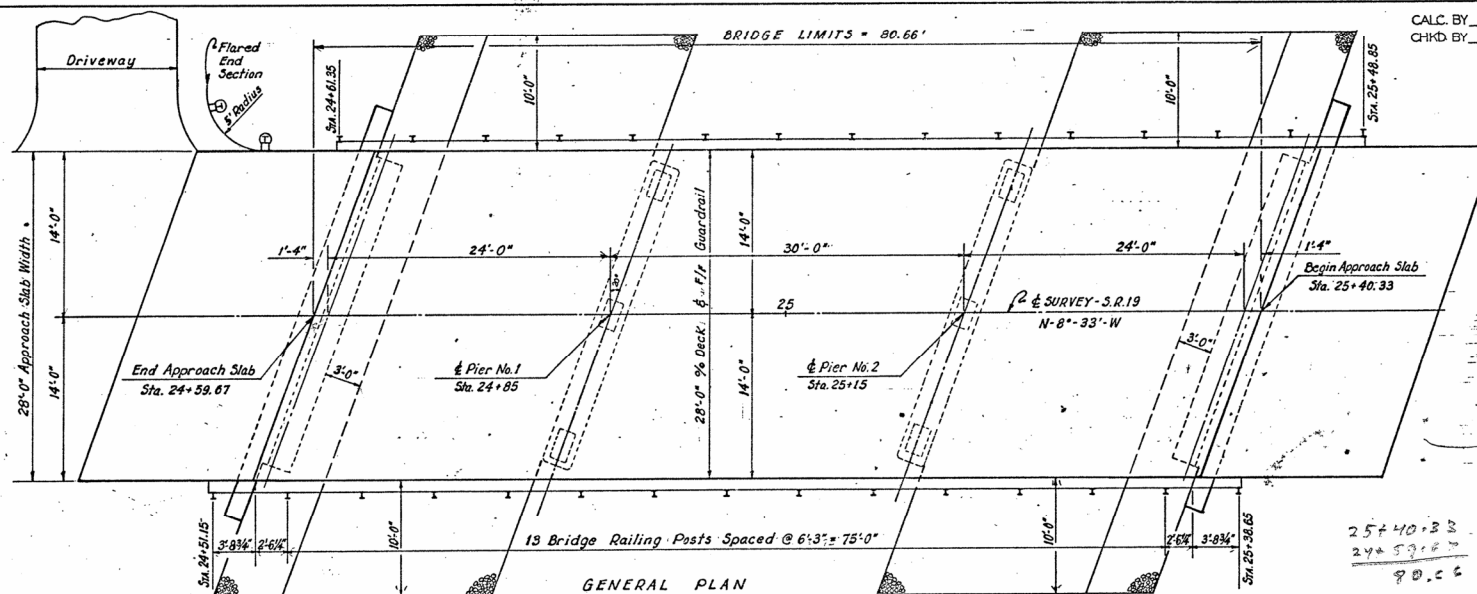 CALC. BY
CHKD. BY
BRIDGE LIMITS = 80.66'
Driveway
Flared
End
Section
5' Radius
Sta. 24+61.35
10'-0"
10'-0"
Sta. 25+48.85
28'-0" Approach Slab Width
14'-0"
14'-0"
1'-4"
24'-0"
30'-0"
24'-0"
1'-4"
28'-0" % Deck & F/F Guardrail
14'-0"
14'-0"
25
℄ SURVEY - S.R. 19
N-8°-33'-W
Begin Approach Slab
Sta. 25+40.33
End Approach Slab
Sta. 24+59.67
3'-0"
℄ Pier No. 1
Sta. 24+85
℄ Pier No. 2
Sta. 25+15
3'-0"
Sta. 24+51.15
3'-8¾"
2'-6¼"
10'-0"
13 Bridge Railing Posts Spaced @ 6'-3" = 75'-0"
10'-0"
2'-6¼"
3'-8¾"
Sta. 25+38.65
GENERAL PLAN
25+40.33
24+59.67
80.66